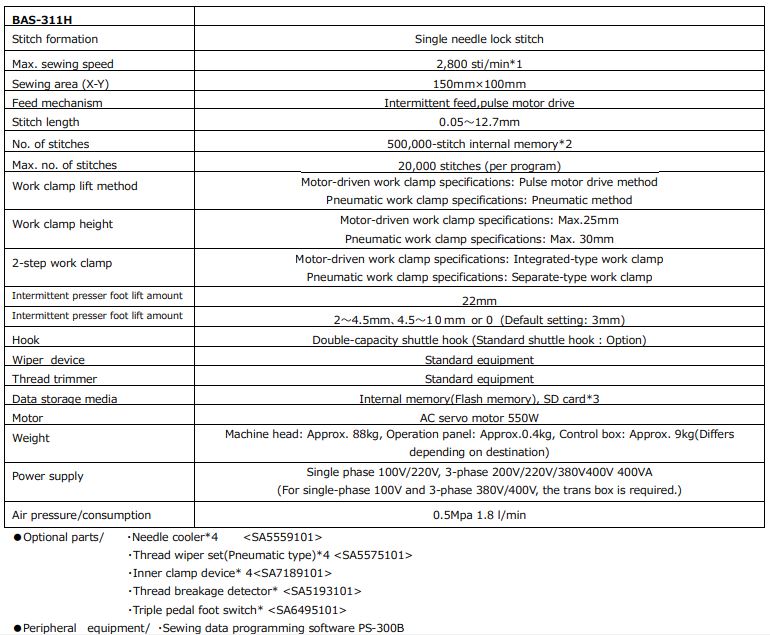 BAS-311H
Stitch formation Single needle lock stitch
Max. sewing speed 2,800 sti/min*1
Sewing area (X-Y) 150mm×100mm
Feed mechanism Intermittent feed,pulse motor drive
Stitch length 0.05～12.7mm
No. of stitches 500,000-stitch internal memory*2
Max. no. of stitches 20,000 stitches (per program)
Work clamp lift method Motor-driven work clamp specifications: Pulse motor drive method
Pneumatic work clamp specifications: Pneumatic method
Work clamp height Motor-driven work clamp specifications: Max.25mm
Pneumatic work clamp specifications: Max. 30mm
2-step work clamp Motor-driven work clamp specifications: Integrated-type work clamp
Pneumatic work clamp specifications: Separate-type work clamp
Intermittent presser foot lift amount 22mm
Intermittent presser foot lift amount 2～4.5mm、4.5～10mm or 0 (Default setting: 3mm)
Hook Double-capacity shuttle hook (Standard shuttle hook : Option)
Wiper device Standard equipment
Thread trimmer Standard equipment
Data storage media Internal memory(Flash memory), SD card*3
Motor AC servo motor 550W
Weight Machine head: Approx. 88kg, Operation panel: Approx.0.4kg, Control box: Approx. 9kg(Differs
depending on destination)
Power supply Single phase 100V/220V, 3-phase 200V/220V/380V400V 400VA
(For single-phase 100V and 3-phase 380V/400V, the trans box is required.)
Air pressure/consumption 0.5Mpa 1.8 l/min
●Optional parts/ ・Needle cooler*4 <SA5559101>
・Thread wiper set(Pneumatic type)*4 <SA5575101>
・Inner clamp device* 4<SA7189101>
・Thread breakage detector* <SA5193101>
・Triple pedal foot switch* <SA6495101>
●Peripheral equipment/ ・Sewing data programming software PS-300B